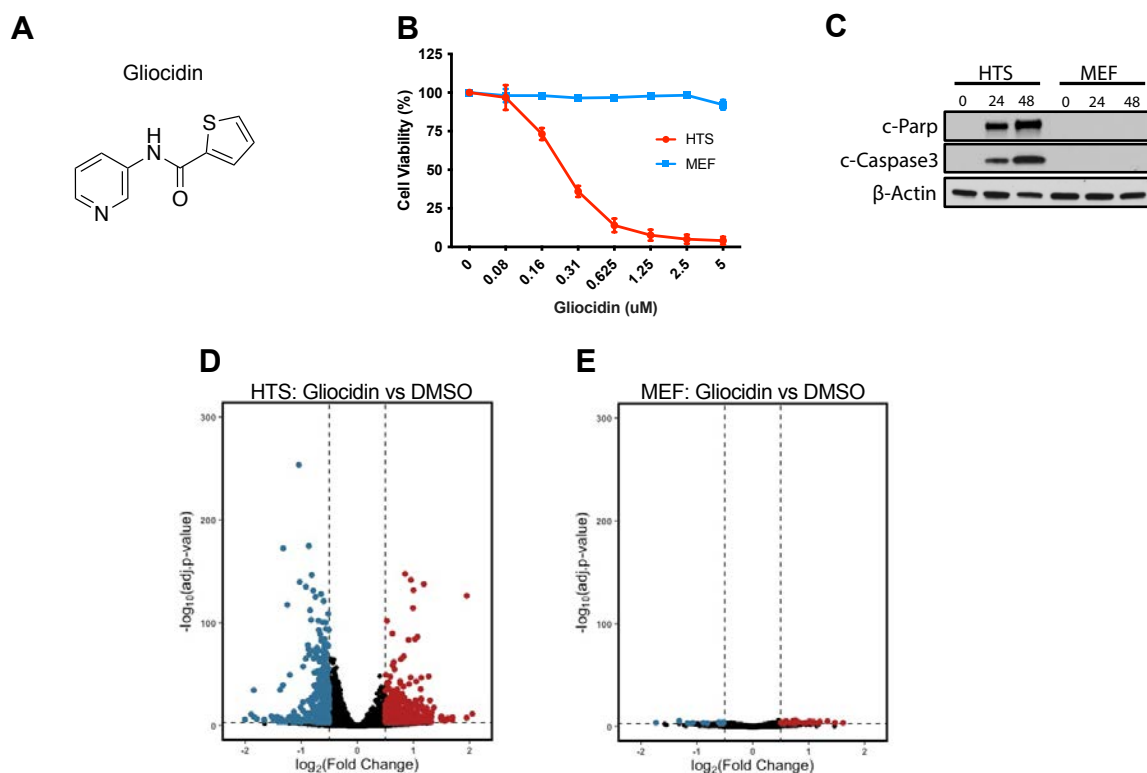 A
Gliocidin
H
N
S
O
N
B
Cell Viability (%)
125
100
75
50
25
0
0
0.08
0.16
0.31
0.625
1.25
2.5
5
Gliocidin (uM)
HTS
MEF
C
HTS MEF
0 24 48 0 24 48
c-Parp
c-Caspase3
β-Actin
D
HTS: Gliocidin vs DMSO
-log10(adj.p-value)
300
200
100
0
-2 -1 0 1 2
log2(Fold Change)
E
MEF: Gliocidin vs DMSO
-log10(adj.p-value)
300
200
100
0
-2 -1 0 1 2
log2(Fold Change)